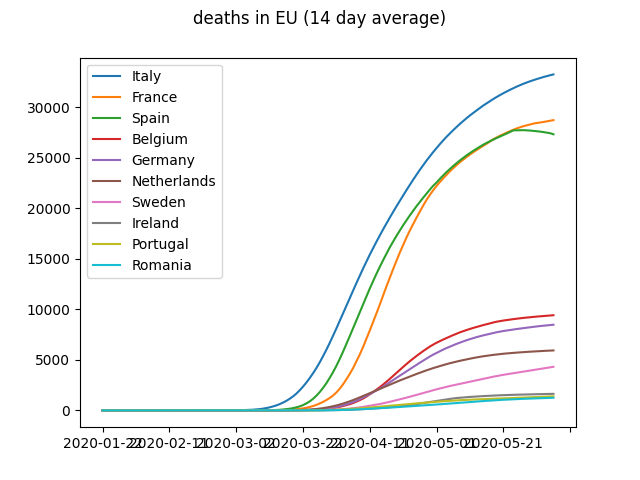 deaths in EU (14 day average)
Italy
France
Spain
Belgium
Germany
Netherlands
Sweden
Ireland
Portugal
Romania
30000
25000
20000
15000
10000
5000
0
2020-01-22 2020-02-11 2020-03-02 2020-03-22 2020-04-11 2020-05-01 2020-05-21